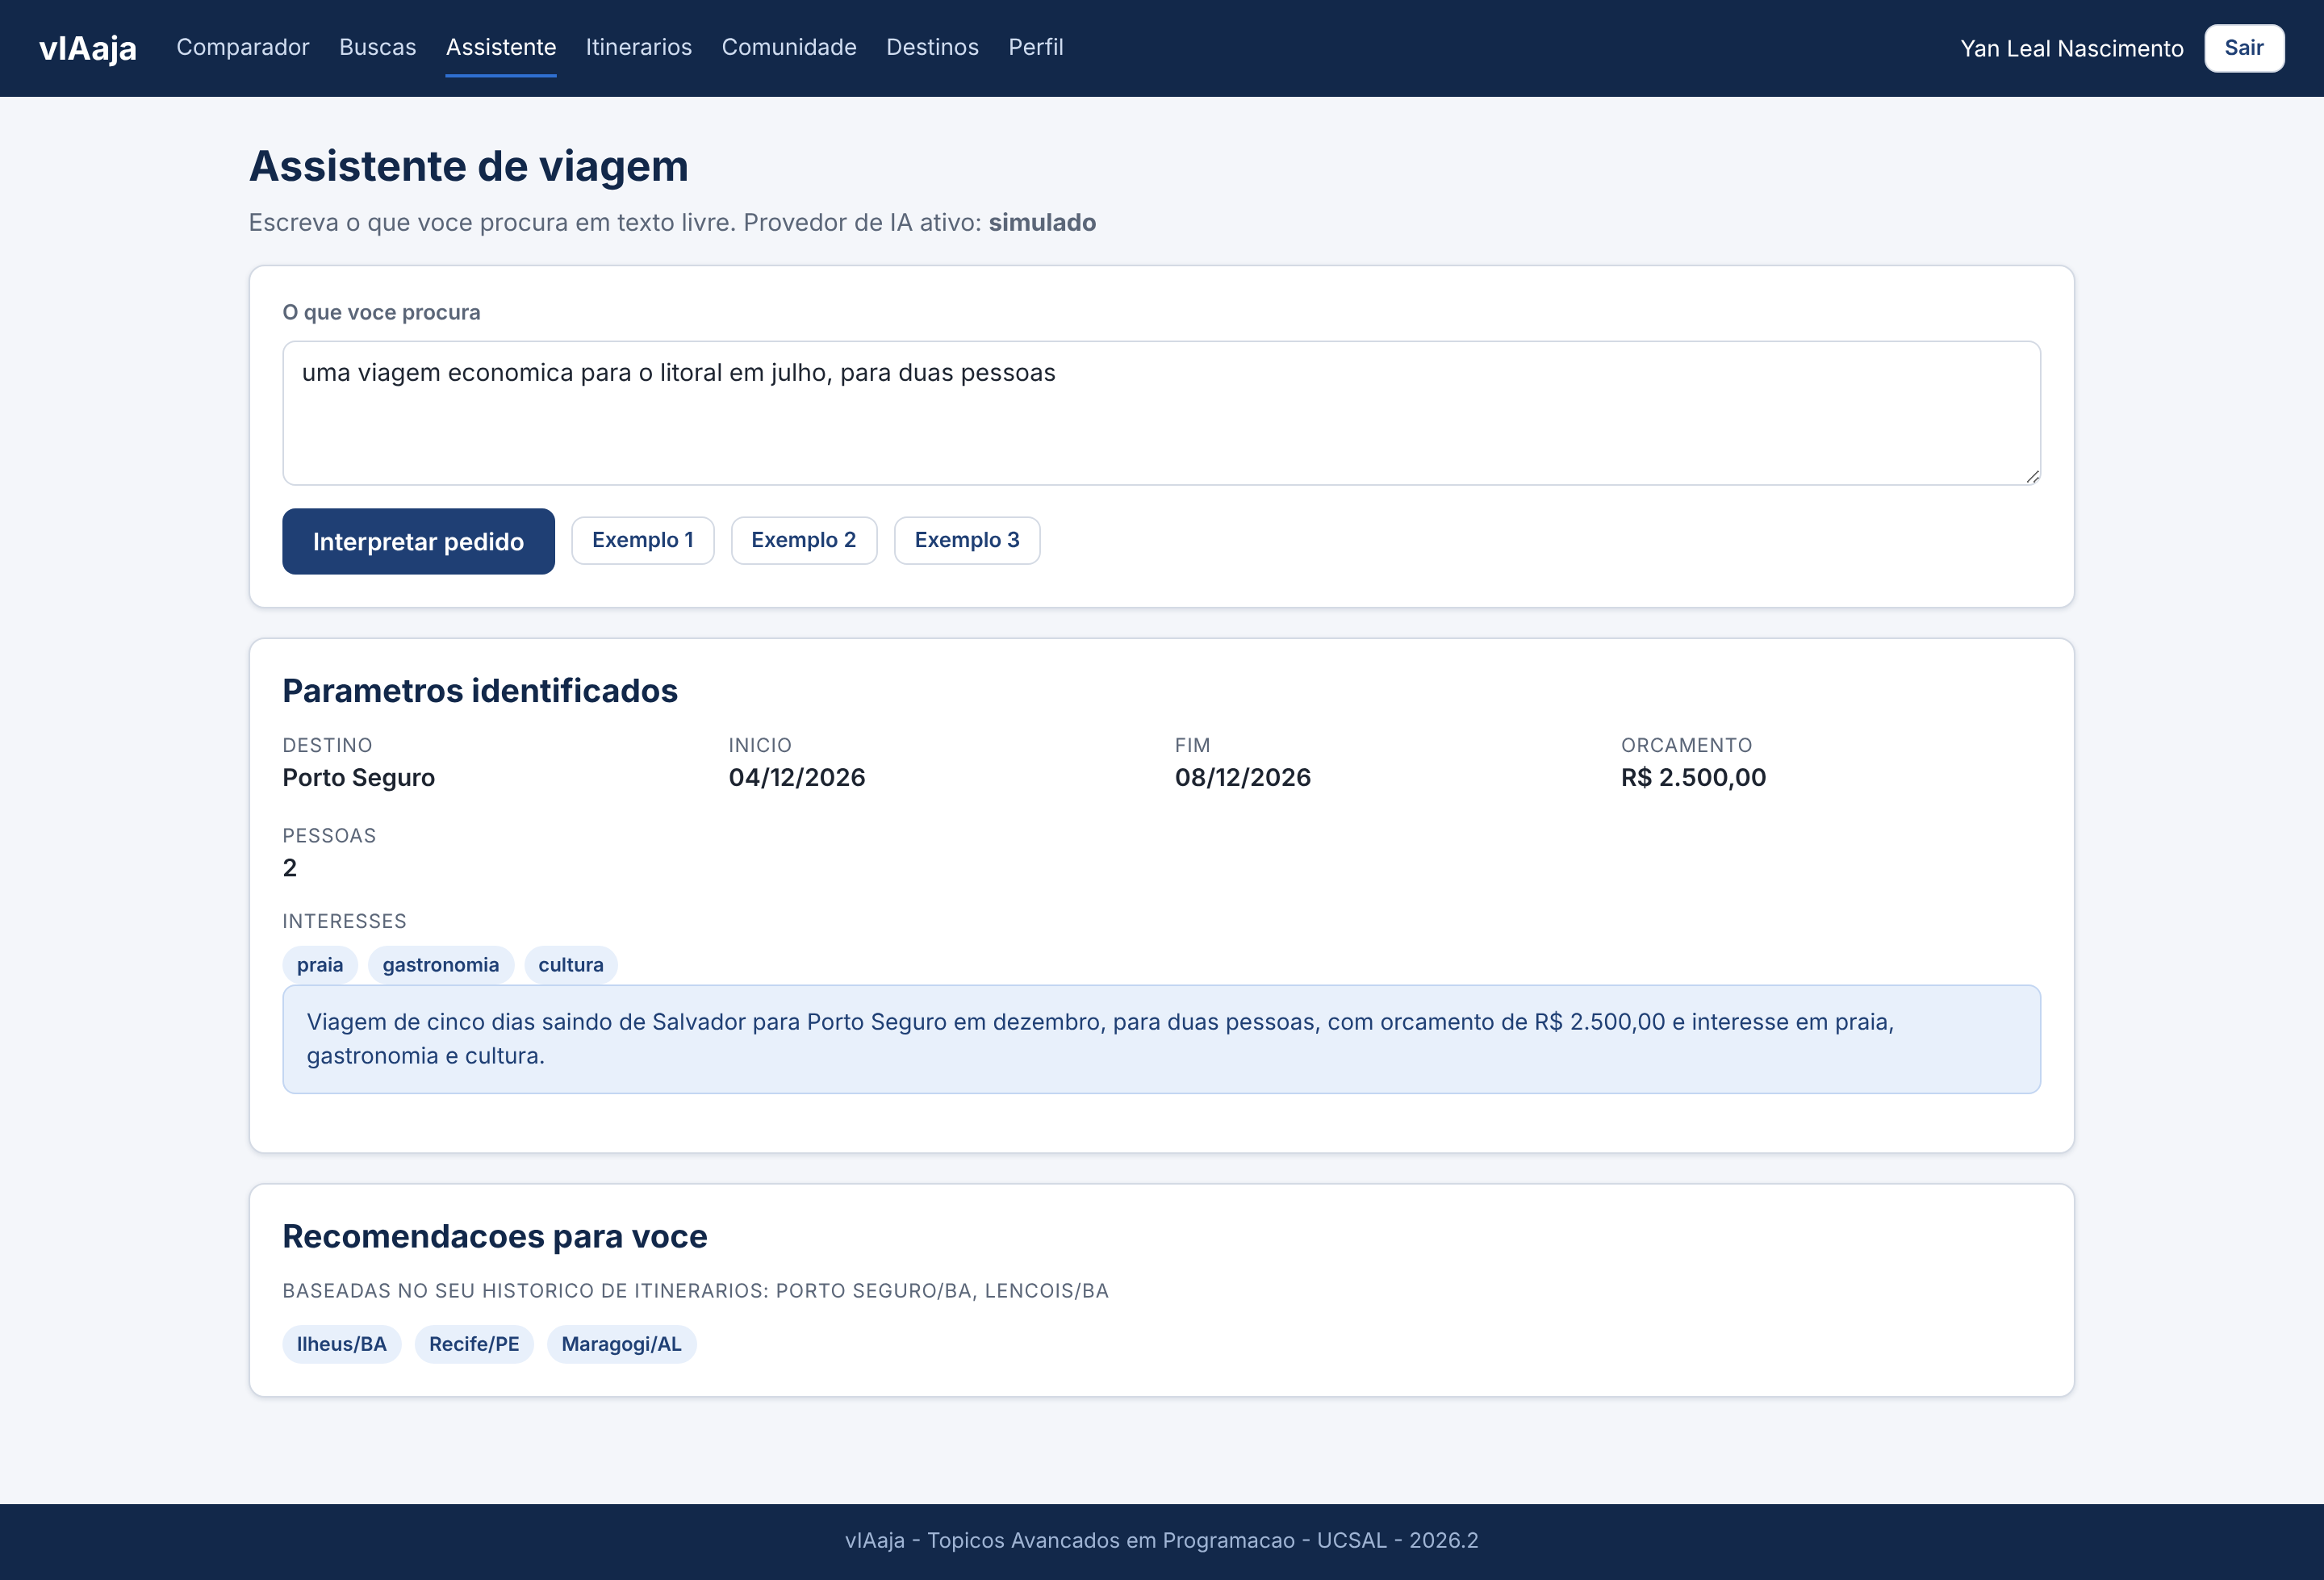 vIAaja Comparador Buscas Assistente Itinerarios Comunidade Destinos Perfil Yan Leal Nascimento Sair
Assistente de viagem
Escreva o que voce procura em texto livre. Provedor de IA ativo: simulado
O que voce procura
uma viagem economica para o litoral em julho, para duas pessoas
Interpretar pedido Exemplo 1 Exemplo 2 Exemplo 3
Parametros identificados
DESTINO INICIO FIM ORCAMENTO
Porto Seguro 04/12/2026 08/12/2026 R$ 2.500,00
PESSOAS
2
INTERESSES
praia gastronomia cultura
Viagem de cinco dias saindo de Salvador para Porto Seguro em dezembro, para duas pessoas, com orcamento de R$ 2.500,00 e interesse em praia,
gastronomia e cultura.
Recomendacoes para voce
BASEADAS NO SEU HISTORICO DE ITINERARIOS: PORTO SEGURO/BA, LENCOIS/BA
Ilheus/BA Recife/PE Maragogi/AL
vIAaja - Topicos Avancados em Programacao - UCSAL - 2026.2